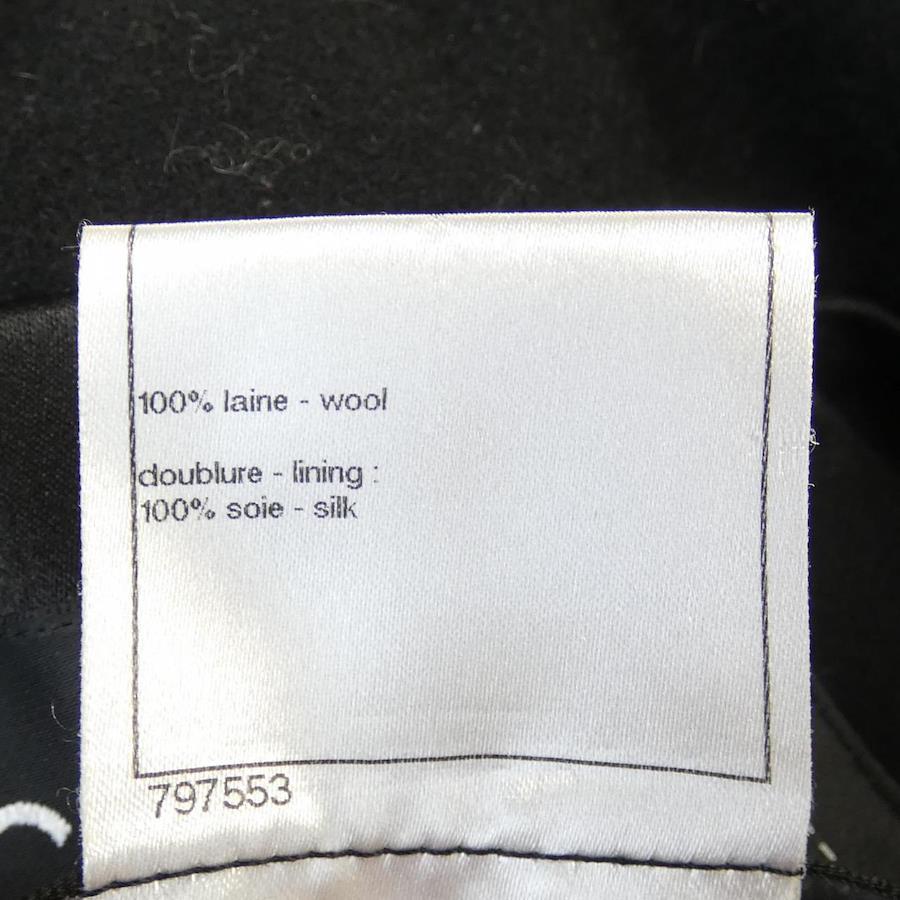 100% laine - wool
doublure - lining :
100% soie - silk
797553